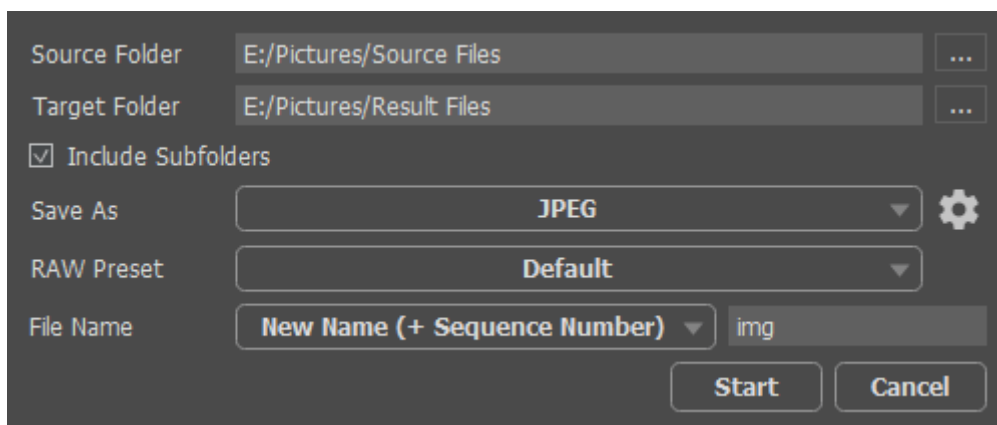 Source Folder E:/Pictures/Source Files ...
Target Folder E:/Pictures/Result Files ...
Include Subfolders
Save As JPEG
RAW Preset Default
File Name New Name (+ Sequence Number) img
Start Cancel